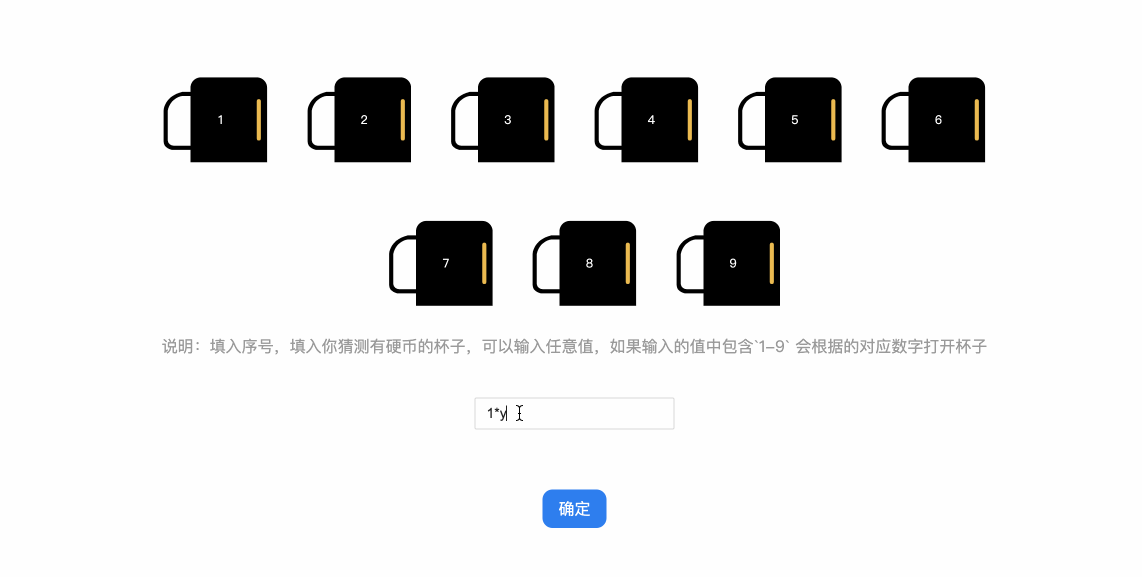 1 2 3 4 5 6
7 8 9
说明：填入序号，填入你猜测有硬币的杯子，可以输入任意值，如果输入的值中包含`1-9` 会根据的对应数字打开杯子
1*y
确定